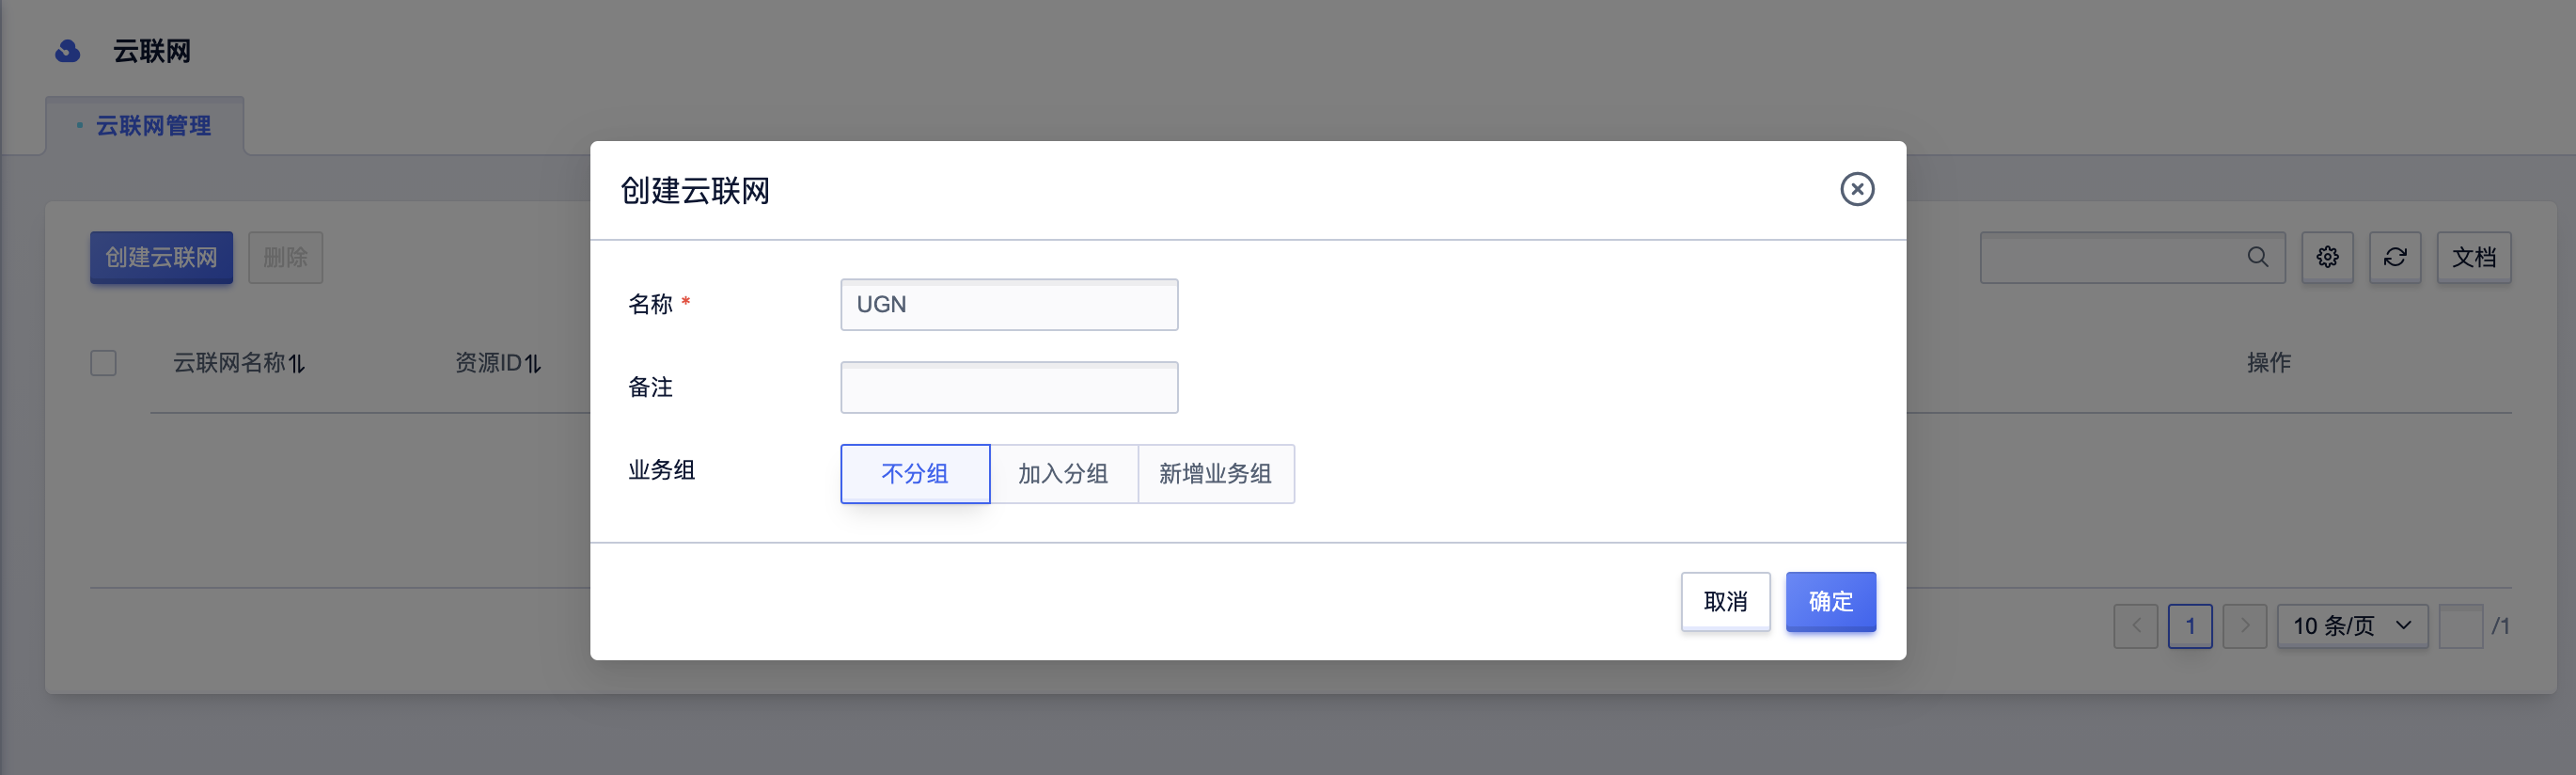 云联网
云联网管理
创建云联网
名称 *
UGN
备注
业务组
不分组
加入分组
新增业务组
取消
确定
创建云联网
删除
文档
云联网名称
资源ID
操作
1
10 条/页
/1